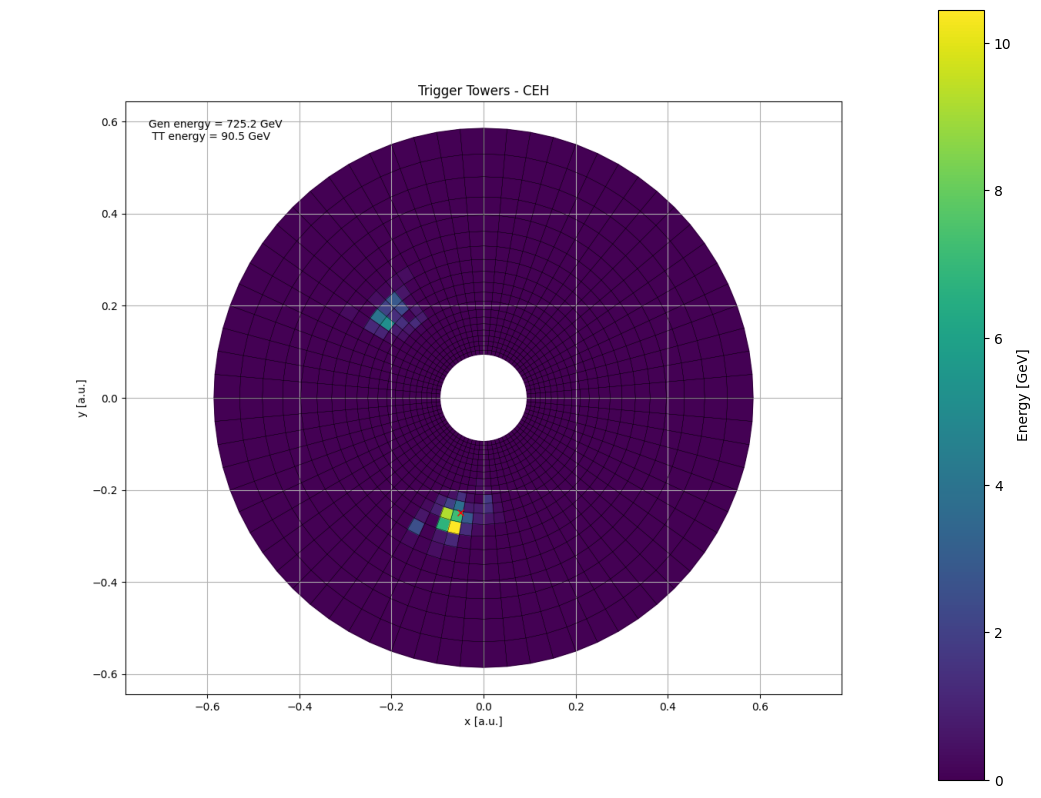 Trigger Towers - CEH
Gen energy = 725.2 GeV
TT energy = 90.5 GeV
0.6
0.4
0.2
0.0
−0.2
−0.4
−0.6
y [a.u.]
−0.6 −0.4 −0.2 0.0 0.2 0.4 0.6
x [a.u.]
10
8
6
4
2
0
Energy [GeV]